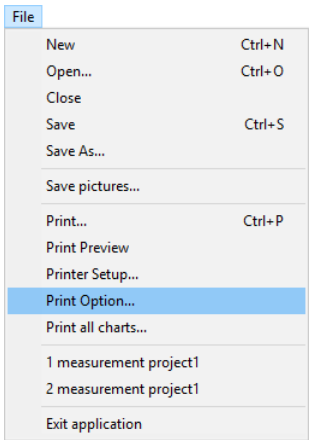 File
New Ctrl+N
Open... Ctrl+O
Close
Save Ctrl+S
Save As...
Save pictures...
Print... Ctrl+P
Print Preview
Printer Setup...
Print Option...
Print all charts...
1 measurement project1
2 measurement project1
Exit application